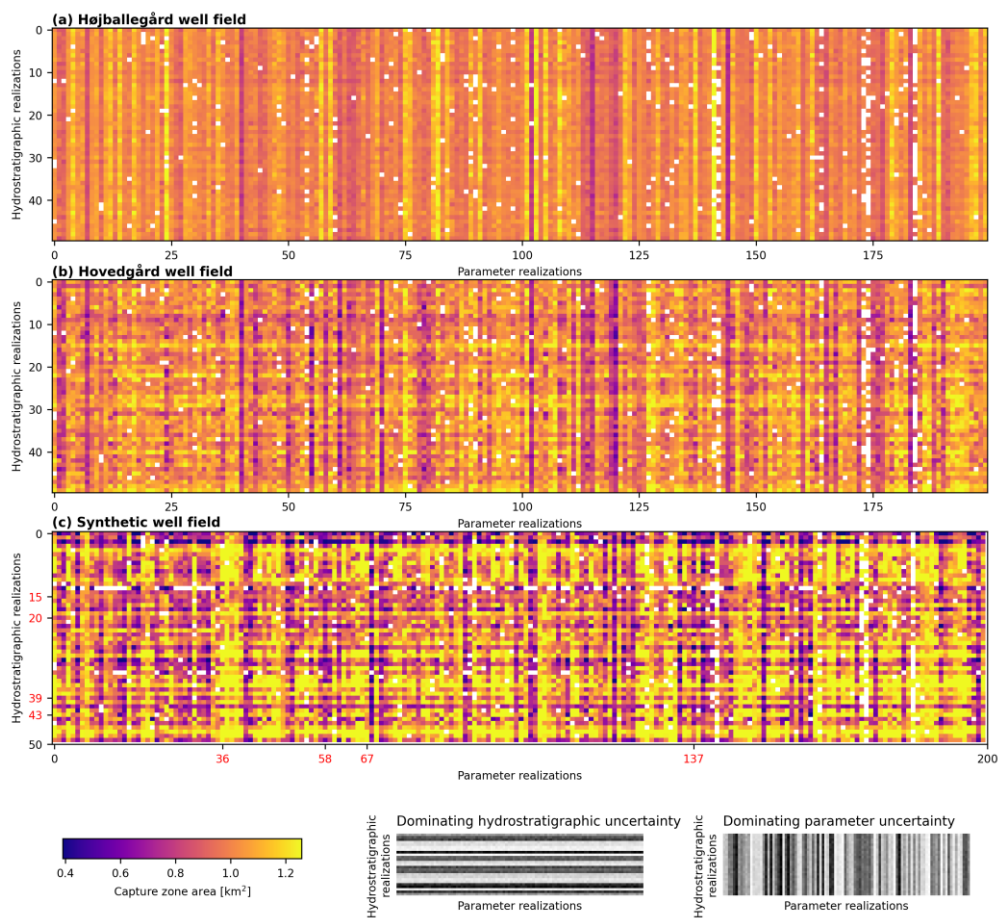 (a) Højballegård well field
Hydrostratigraphic realizations
0
10
20
30
40
0 25 50 75 100 125 150 175
Parameter realizations
(b) Hovedgård well field
Hydrostratigraphic realizations
0
10
20
30
40
0 25 50 75 100 125 150 175
Parameter realizations
(c) Synthetic well field
Hydrostratigraphic realizations
0
15
20
39
43
50
0 36 58 67 137 200
Parameter realizations
0.4 0.6 0.8 1.0 1.2
Capture zone area [km²]
Dominating hydrostratigraphic uncertainty
Hydrostratigraphic
realizations
Parameter realizations
Dominating parameter uncertainty
Hydrostratigraphic
realizations
Parameter realizations